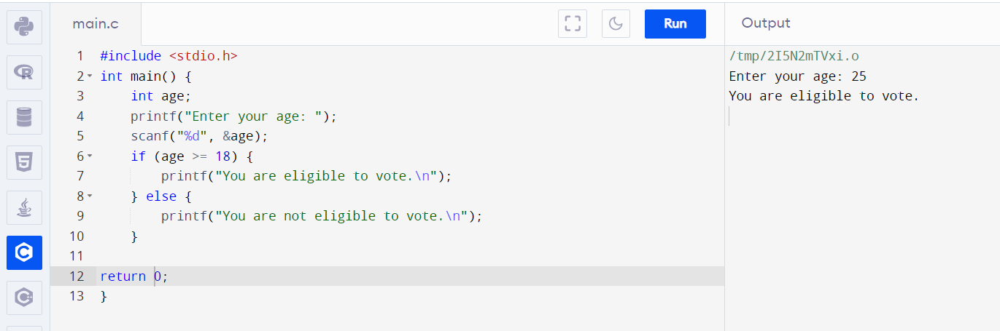 main.c
Run
Output
1 #include <stdio.h>
2 int main() {
3     int age;
4     printf("Enter your age: ");
5     scanf("%d", &age);
6     if (age >= 18) {
7         printf("You are eligible to vote.\n");
8     } else {
9         printf("You are not eligible to vote.\n");
10     }
11
12 return 0;
13 }
/tmp/2I5N2mTVxi.o
Enter your age: 25
You are eligible to vote.
R
5
C
C+